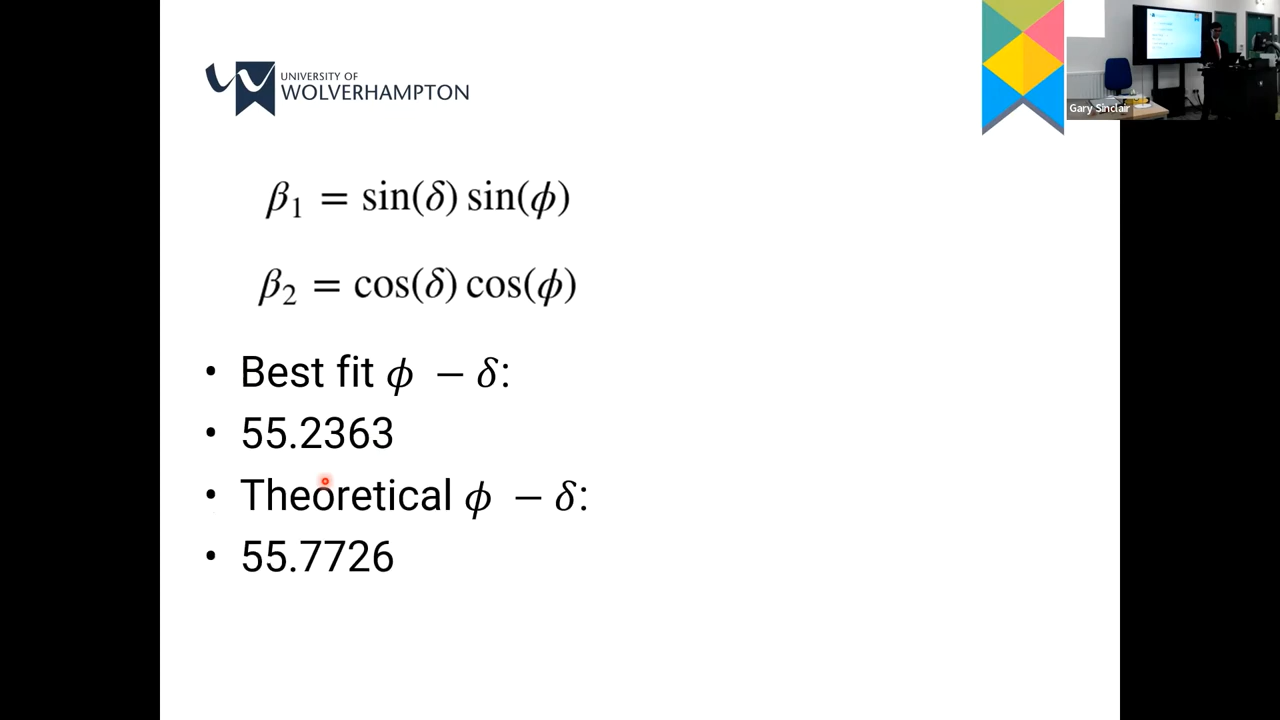 UNIVERSITY OF
WOLVERHAMPTON
Gary Sinclair
β₁ = sin(δ) sin(ϕ)
β₂ = cos(δ) cos(ϕ)
• Best fit ϕ − δ:
• 55.2363
• Theoretical ϕ − δ:
• 55.7726